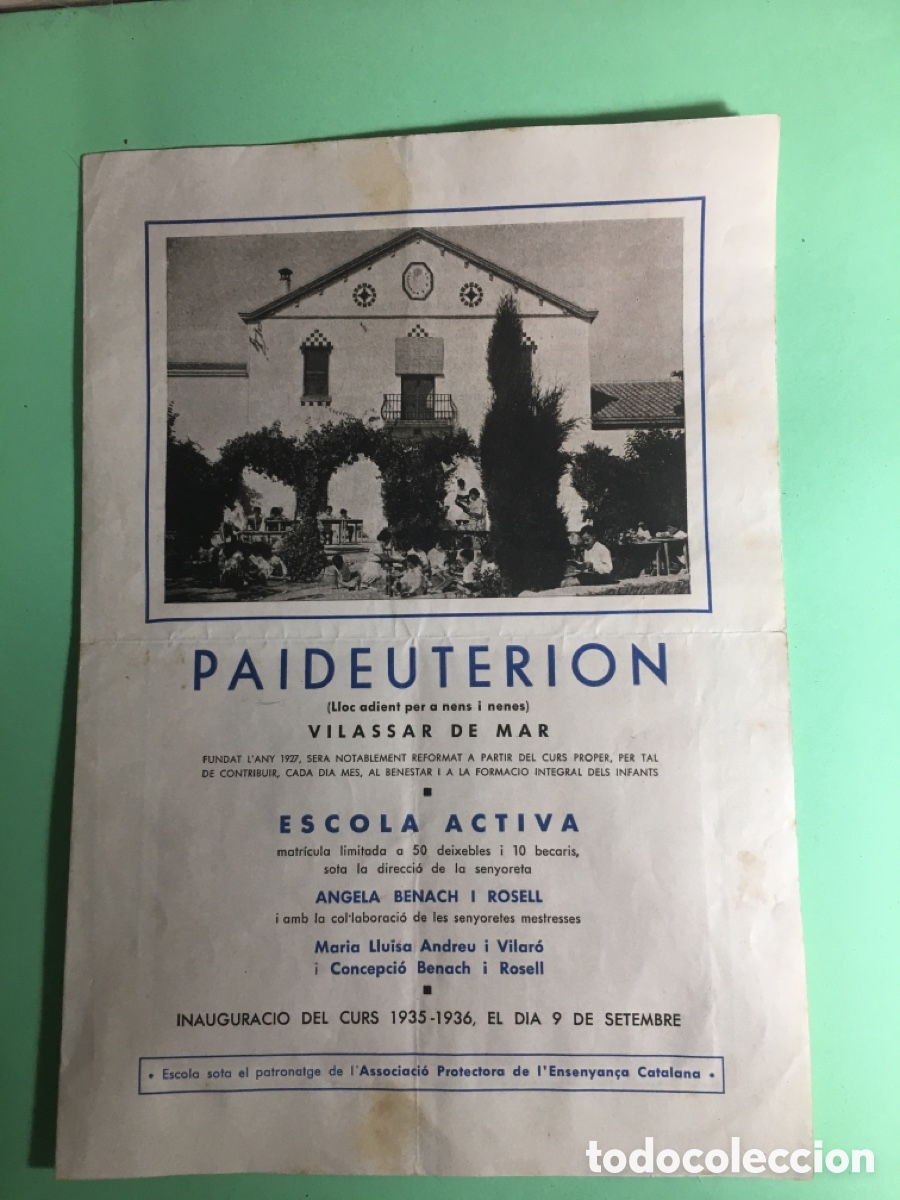 PAIDEUTERION
(Lloc adient per a nens i nenes)
VILASSAR DE MAR
FUNDAT L'ANY 1927, SERA NOTABLEMENT REFORMAT A PARTIR DEL CURS PROPER, PER TAL
DE CONTRIBUIR, CADA DIA MES, AL BENESTAR I A LA FORMACIO INTEGRAL DELS INFANTS
ESCOLA ACTIVA
matrícula limitada a 50 deixebles i 10 becaris,
sota la direcció de la senyoreta
ANGELA BENACH I ROSELL
i amb la col·laboració de les senyoretes mestresses
Maria Lluïsa Andreu i Vilaró
i Concepció Benach i Rosell
INAUGURACIO DEL CURS 1935-1936, EL DIA 9 DE SETEMBRE
• Escola sota el patronatge de l'Associació Protectora de l'Ensenyança Catalana •
todocoleccion